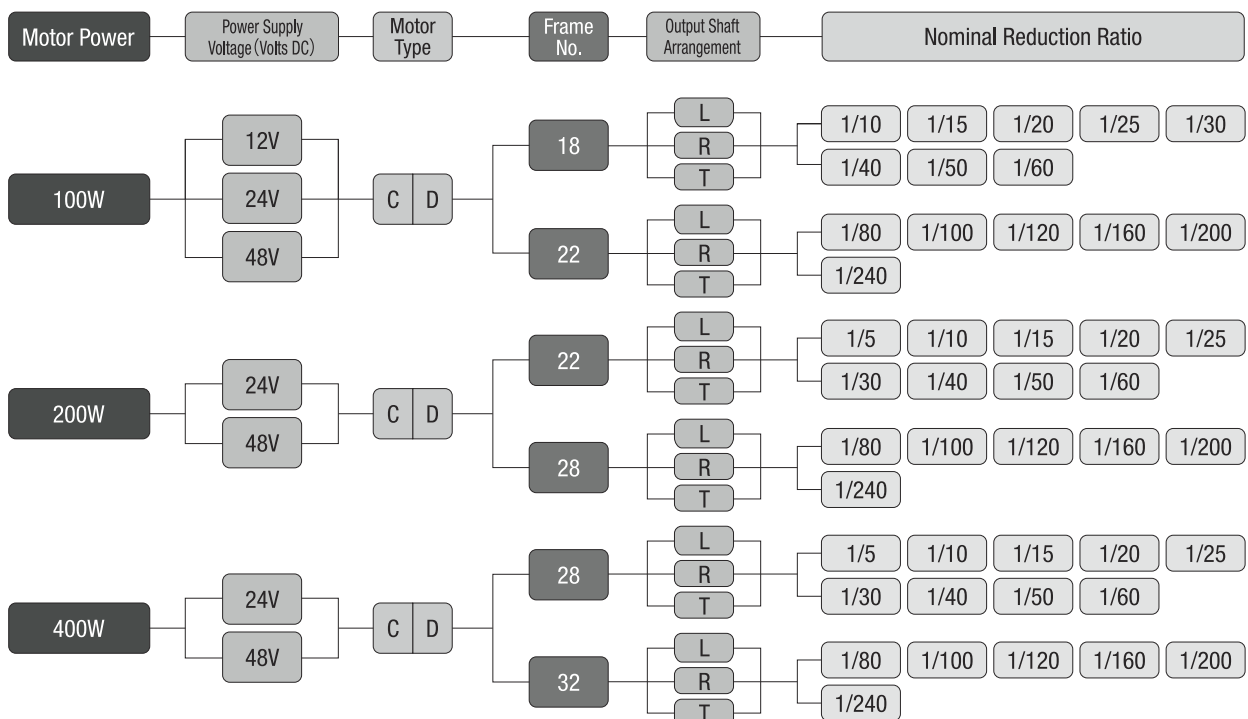 Motor Power
Power Supply
Voltage (Volts DC)
Motor
Type
Frame
No.
Output Shaft
Arrangement
Nominal Reduction Ratio
100W
12V
24V
48V
C D
18
L
R
T
1/10 1/15 1/20 1/25 1/30
1/40 1/50 1/60
22
L
R
T
1/80 1/100 1/120 1/160 1/200
1/240
200W
24V
48V
C D
22
L
R
T
1/5 1/10 1/15 1/20 1/25
1/30 1/40 1/50 1/60
28
L
R
T
1/80 1/100 1/120 1/160 1/200
1/240
400W
24V
48V
C D
28
L
R
T
1/5 1/10 1/15 1/20 1/25
1/30 1/40 1/50 1/60
32
L
R
T
1/80 1/100 1/120 1/160 1/200
1/240